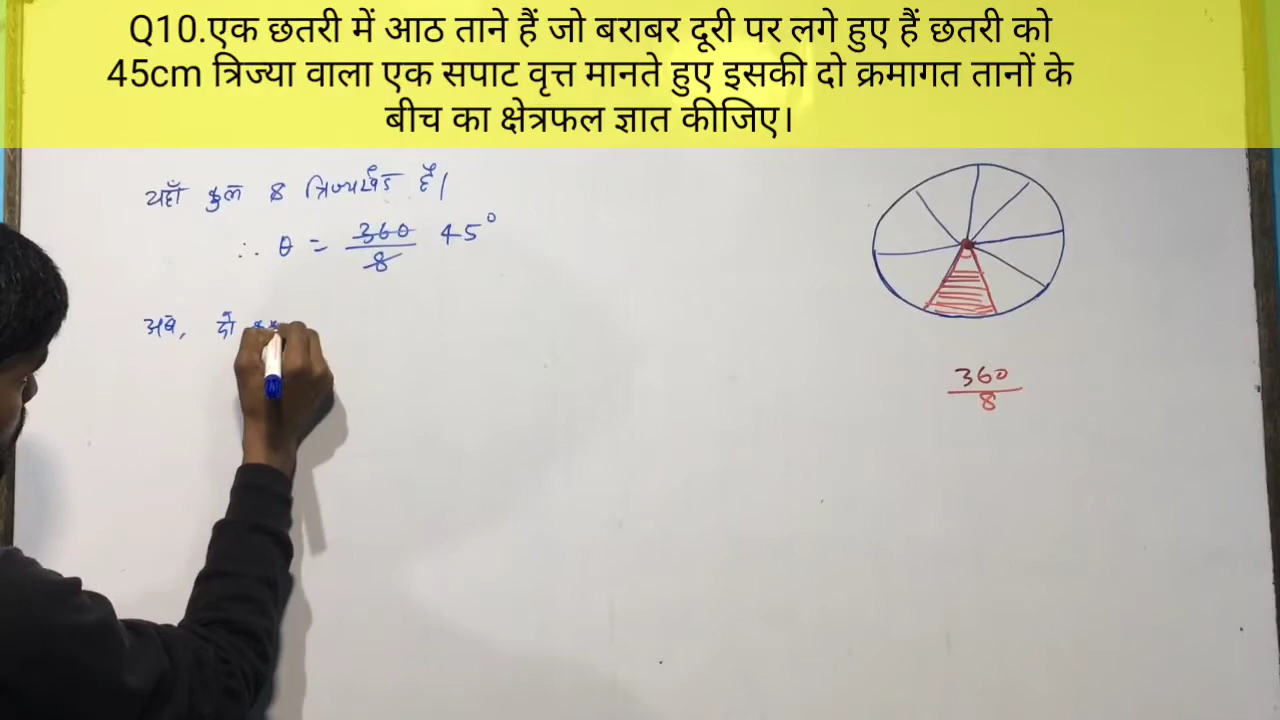 Q10.एक छतरी में आठ ताने हैं जो बराबर दूरी पर लगे हुए हैं छतरी को
45cm त्रिज्या वाला एक सपाट वृत्त मानते हुए इसकी दो क्रमागत तानों के
बीच का क्षेत्रफल ज्ञात कीजिए।
यहाँ कुल 8 त्रिज्यखंड हैं।
∴ θ = 360/8 45°
अब, दो
360/8